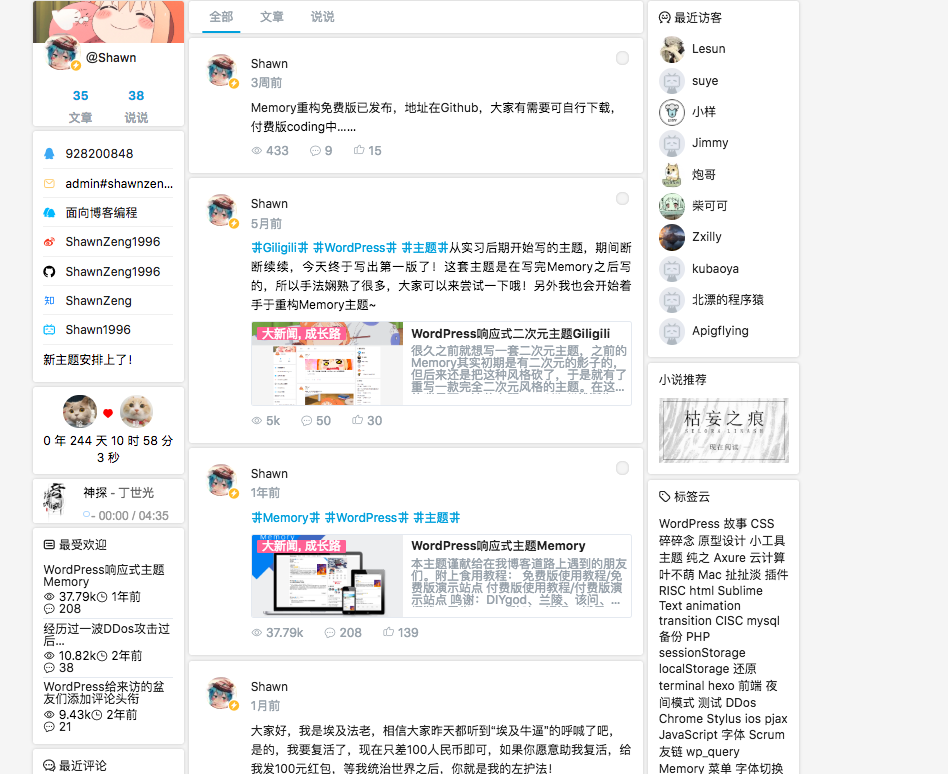 @Shawn
35 38
文章 说说
928200848
admin#shawnzen...
面向博客编程
ShawnZeng1996
ShawnZeng1996
ShawnZeng
Shawn1996
新主题安排上了！
0 年 244 天 10 时 58 分
3 秒
神探 - 丁世光
- 00:00 / 04:35
最受欢迎
WordPress响应式主题
Memory
37.79k 1年前
208
经历过一波DDos攻击过
后...
10.82k 2年前
38
WordPress给来访的盆
友们添加评论头衔
9.43k 2年前
21
最近评论
全部 文章 说说
Shawn
3周前
Memory重构免费版已发布，地址在Github，大家有需要可自行下载，
付费版coding中......
433 9 15
Shawn
5月前
#Giligili# #WordPress# #主题#从实习后期开始写的主题，期间断
断续续，今天终于写出第一版了！这套主题是在写完Memory之后写
的，所以手法娴熟了很多，大家可以来尝试一下哦！另外我也会开始着
手于重构Memory主题~
大新闻, 成长路
WordPress响应式二次元主题Giligili
很久之前就想写一套二次元主题，之前的
Memory其实初期是有二次元的影子的，
但后来还是把这种风格砍了，于是就有了
重写一款完全二次元风格的主题。在这...
5k 50 30
Shawn
1年前
#Memory# #WordPress# #主题#
Memory
大新闻, 成长路
WordPress响应式主题Memory
本主题谨献给在我博客道路上遇到的朋友
们。附上食用教程： 免费版使用教程/免
费版演示站点 付费版使用教程/付费版演
示站点 鸣谢：DIYgod、兰陵、该问、...
37.79k 208 139
Shawn
1月前
大家好，我是埃及法老，相信大家昨天都听到“埃及牛逼”的呼喊了吧，
是的，我要复活了，现在只差100人民币即可，如果你愿意助我复活，给
我发100元红包，等我统治世界之后，你就是我的左护法！
最近访客
Lesun
suye
小样
Jimmy
炮哥
柴可可
Zxilly
kubaoya
北漂的程序猿
Apigflying
小说推荐
枯妄之痕
现在阅读
标签云
WordPress 故事 CSS
碎碎念 原型设计 小工具
主题 纯之 Axure 云计算
叶不萌 Mac 扯扯淡 插件
RISC html Sublime
Text animation
transition CISC mysql
备份 PHP
sessionStorage
localStorage 还原
terminal hexo 前端 夜
间模式 测试 DDos
Chrome Stylus ios pjax
JavaScript 字体 Scrum
友链 wp_query
Memory 菜单 字体切换